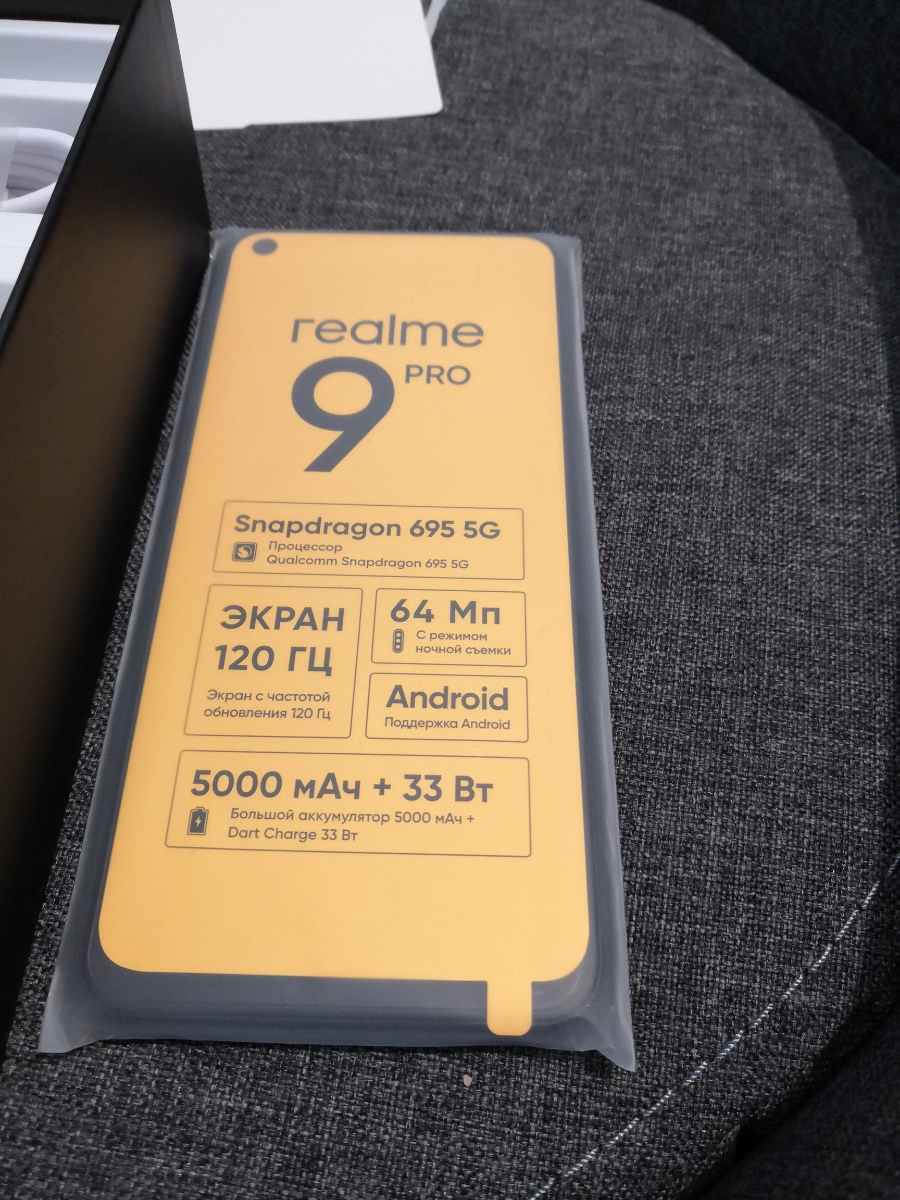 realme
9 PRO
Snapdragon 695 5G
Процессор
Qualcomm Snapdragon 695 5G
ЭКРАН
120 ГЦ
Экран с частотой
обновления 120 Гц
64 Мп
С режимом
ночной съемки
Android
Поддержка Android
5000 мАч + 33 Вт
Большой аккумулятор 5000 мАч +
Dart Charge 33 Вт